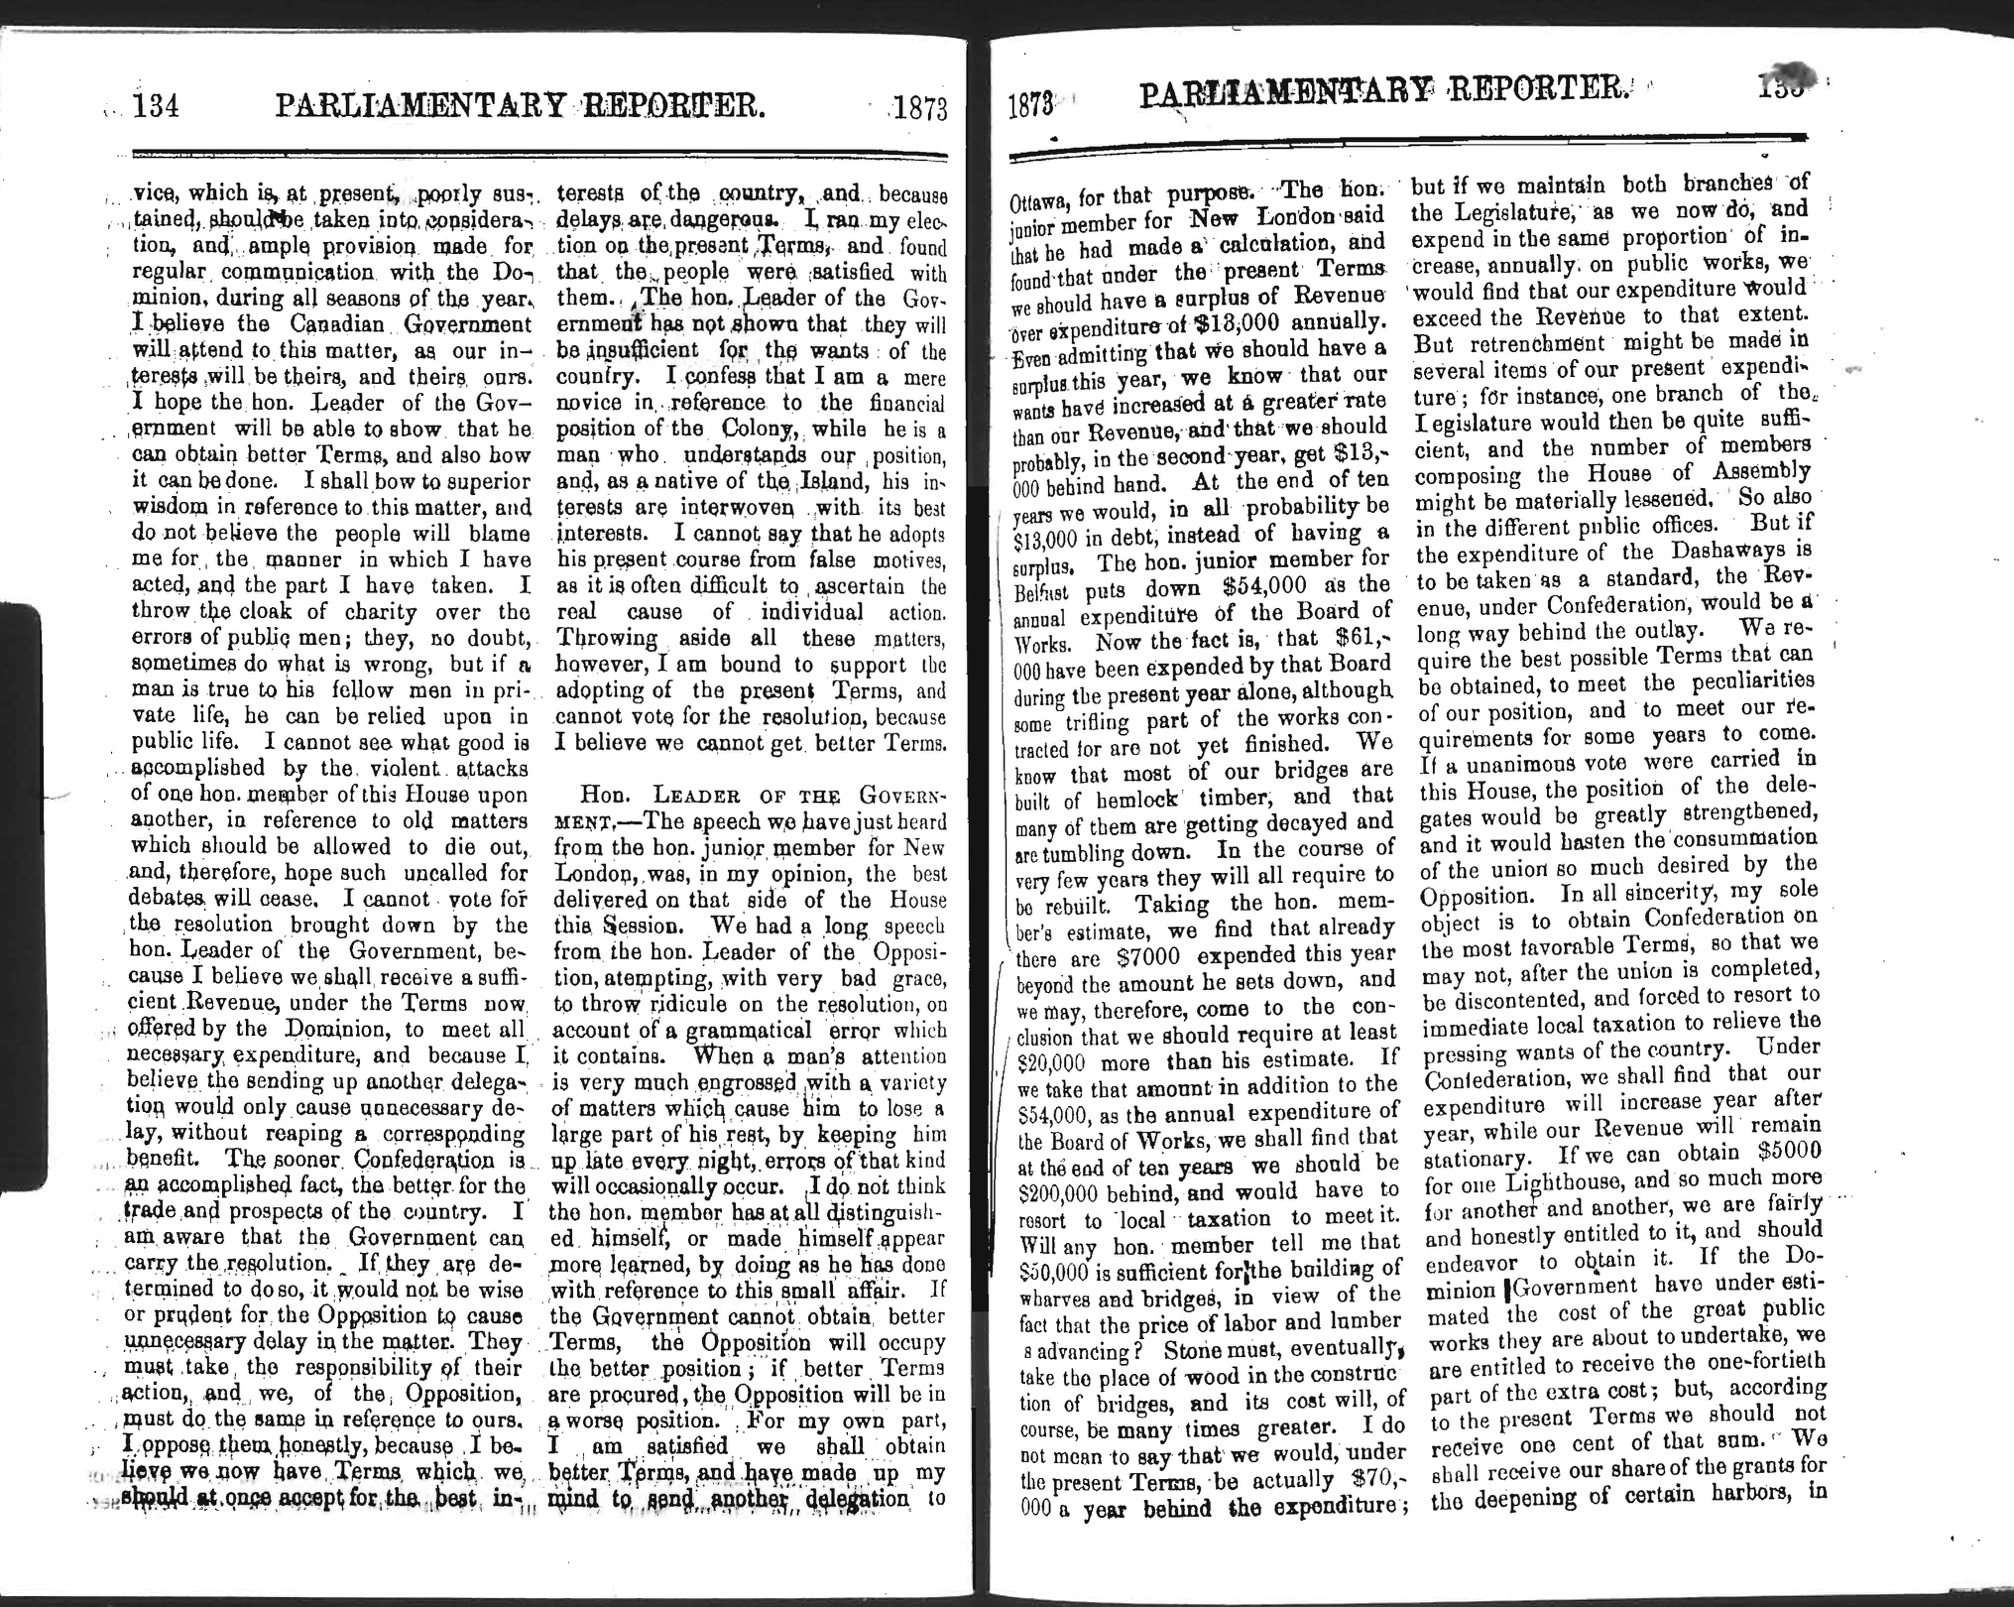 134 PARLIAMENTARY REPORTER. 1873
vice, which is, at present, poorly sus-
tained, should be taken into considera-
tion, and ample provision made for
regular communication with the Do-
minion, during all seasons of the year.
I believe the Canadian Government
will attend to this matter, as our in-
terests will be theirs, and theirs ours.
I hope the hon. Leader of the Gov-
ernment will be able to show that he
can obtain better Terms, and also how
it can be done. I shall bow to superior
wisdom in reference to this matter, and
do not believe the people will blame
me for the manner in which I have
acted, and the part I have taken. I
throw the cloak of charity over the
errors of public men; they, no doubt,
sometimes do what is wrong, but if a
man is true to his fellow men in pri-
vate life, he can be relied upon in
public life. I cannot see what good is
accomplished by the violent attacks
of one hon. member of this House upon
another, in reference to old matters
which should be allowed to die out,
and, therefore, hope such uncalled for
debates will cease. I cannot vote for
the resolution brought down by the
hon. Leader of the Government, be-
cause I believe we shall receive a suffi-
cient Revenue, under the Terms now
offered by the Dominion, to meet all
necessary expenditure, and because I
believe the sending up another delega-
tion would only cause unnecessary de-
lay, without reaping a corresponding
benefit. The sooner Confederation is
an accomplished fact, the better for the
trade and prospects of the country. I
am aware that the Government can
carry the resolution. If they are de-
termined to do so, it would not be wise
or prudent for the Opposition to cause
unnecessary delay in the matter. They
must take the responsibility of their
action, and we, of the Opposition,
must do the same in reference to ours.
I oppose them honestly, because I be-
lieve we now have Terms which we
should at once accept for the best in-
terests of the country, and because
delays are dangerous. I ran my elec-
tion on the present Terms, and found
that the people were satisfied with
them. The hon. Leader of the Gov-
ernment has not shown that they will
be insufficient for the wants of the
country. I confess that I am a mere
novice in reference to the financial
position of the Colony, while he is a
man who understands our position,
and, as a native of the Island, his in-
terests are interwoven with its best
interests. I cannot say that he adopts
his present course from false motives,
as it is often difficult to ascertain the
real cause of individual action.
Throwing aside all these matters,
however, I am bound to support the
adopting of the present Terms, and
cannot vote for the resolution, because
I believe we cannot get better Terms.
Hon. LEADER OF THE GOVERN-
MENT.—The speech we have just heard
from the hon. junior member for New
London, was, in my opinion, the best
delivered on that side of the House
this Session. We had a long speech
from the hon. Leader of the Opposi-
tion, atempting, with very bad grace,
to throw ridicule on the resolution, on
account of a grammatical error which
it contains. When a man's attention
is very much engrossed with a variety
of matters which cause him to lose a
large part of his rest, by keeping him
up late every night, errors of that kind
will occasionally occur. I do not think
the hon. member has at all distinguish-
ed himself, or made himself appear
more learned, by doing as he has done
with reference to this small affair. If
the Government cannot obtain better
Terms, the Opposition will occupy
the better position; if better Terms
are procured, the Opposition will be in
a worse position. For my own part,
I am satisfied we shall obtain
better Terms, and have made up my
mind to send another delegation to
1873 PARLIAMENTARY REPORTER. 135
Ottawa, for that purpose. The hon.
junior member for New London said
that he had made a calculation, and
found that under the present Terms
we should have a surplus of Revenue
over expenditure of $13,000 annually.
Even admitting that we should have a
surplus this year, we know that our
wants have increased at a greater rate
than our Revenue, and that we should
probably, in the second year, get $13,-
000 behind hand. At the end of ten
years we would, in all probability be
$13,000 in debt, instead of having a
surplus. The hon. junior member for
Belfast puts down $54,000 as the
annual expenditure of the Board of
Works. Now the fact is, that $61,-
000 have been expended by that Board
during the present year alone, although
some trifling part of the works con-
tracted for are not yet finished. We
know that most of our bridges are
built of hemlock timber, and that
many of them are getting decayed and
are tumbling down. In the course of
very few years they will all require to
be rebuilt. Taking the hon. mem-
ber's estimate, we find that already
there are $7000 expended this year
beyond the amount he sets down, and
we may, therefore, come to the con-
clusion that we should require at least
$20,000 more than his estimate. If
we take that amount in addition to the
$54,000, as the annual expenditure of
the Board of Works, we shall find that
at the end of ten years we should be
$200,000 behind, and would have to
resort to local taxation to meet it.
Will any hon. member tell me that
$50,000 is sufficient for the building of
wharves and bridges, in view of the
fact that the price of labor and lumber
s advancing? Stone must, eventually,
take the place of wood in the construc
tion of bridges, and its cost will, of
course, be many times greater. I do
not mean to say that we would, under
the present Terms, be actually $70,-
000 a year behind the expenditure;
but if we maintain both branches of
the Legislature, as we now do, and
expend in the same proportion of in-
crease, annually on public works, we
would find that our expenditure would
exceed the Revenue to that extent.
But retrenchment might be made in
several items of our present expendi-
ture; for instance, one branch of the
Legislature would then be quite suffi-
cient, and the number of members
composing the House of Assembly
might be materially lessened. So also
in the different public offices. But if
the expenditure of the Dashaways is
to be taken as a standard, the Rev-
enue, under Confederation, would be a
long way behind the outlay. We re-
quire the best possible Terms that can
be obtained, to meet the peculiarities
of our position, and to meet our re-
quirements for some years to come.
If a unanimous vote were carried in
this House, the position of the dele-
gates would be greatly strengthened,
and it would hasten the consummation
of the union so much desired by the
Opposition. In all sincerity, my sole
object is to obtain Confederation on
the most favorable Terms, so that we
may not, after the union is completed,
be discontented, and forced to resort to
immediate local taxation to relieve the
pressing wants of the country. Under
Confederation, we shall find that our
expenditure will increase year after
year, while our Revenue will remain
stationary. If we can obtain $5000
for one Lighthouse, and so much more
for another and another, we are fairly
and honestly entitled to it, and should
endeavor to obtain it. If the Do-
minion Government have under esti-
mated the cost of the great public
works they are about to undertake, we
are entitled to receive the one-fortieth
part of the extra cost; but, according
to the present Terms we should not
receive one cent of that sum. We
shall receive our share of the grants for
the deepening of certain harbors, in